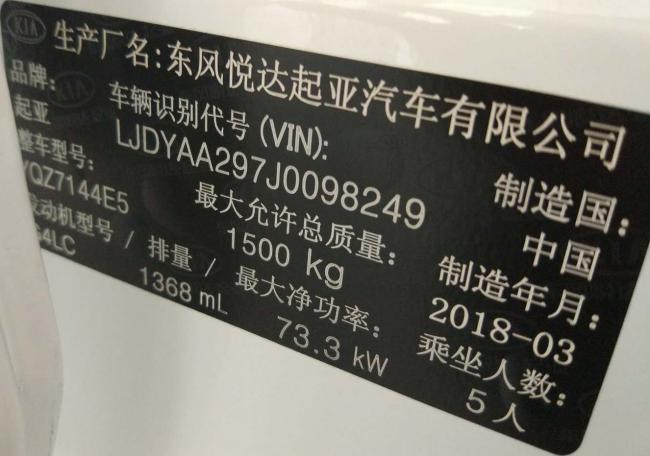 KIA
生产厂名:东风悦达起亚汽车有限公司
品牌:
起亚
车辆识别代号(VIN):
LJDYAA297J0098249
制造国:
中国
整车型号:
YQZ7144E5
最大允许总质量:
1500 kg
制造年月:
2018-03
发动机型号/排量/最大净功率:
G4LC
1368 mL
73.3 kW
乘坐人数:
5人